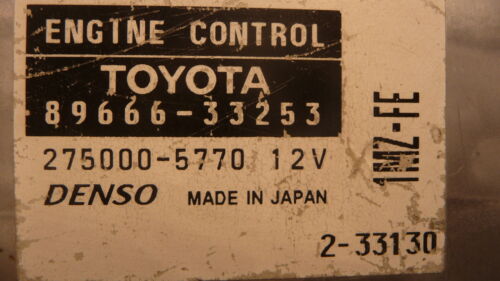 ENGINE CONTROL
TOYOTA
89666-33253
275000-5770 12V
DENSO MADE IN JAPAN
1MZ-FE
2-33130